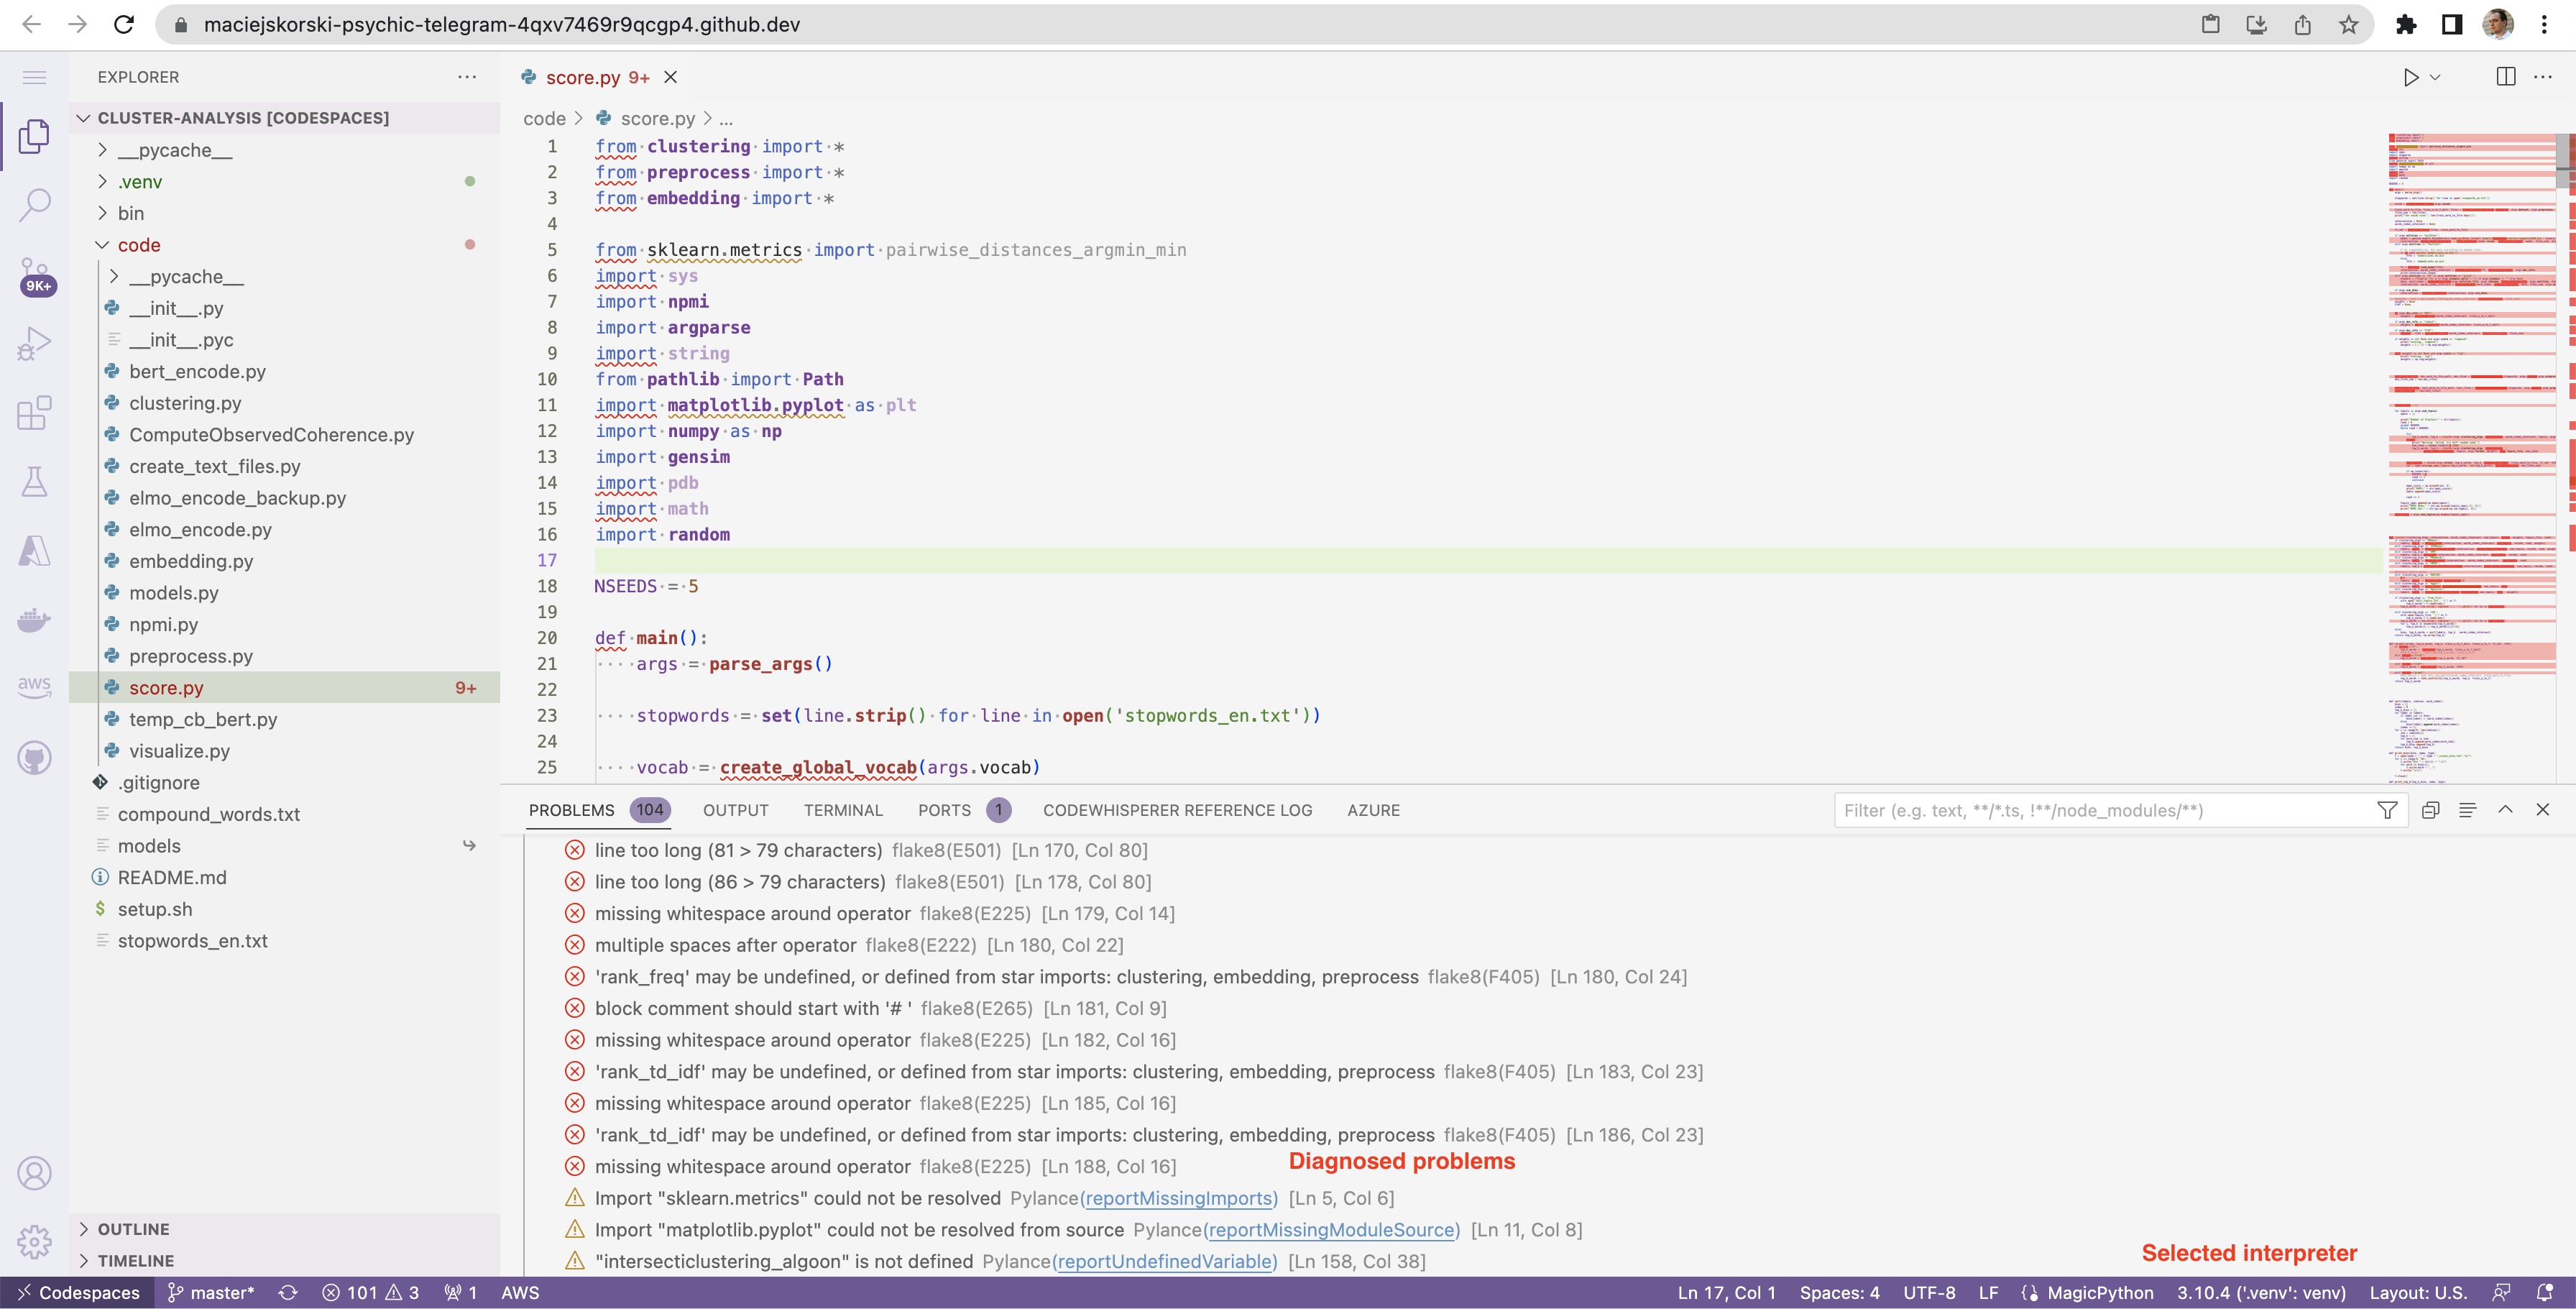 maciejskorski-psychic-telegram-4qxv7469r9qcgp4.github.dev
EXPLORER
CLUSTER-ANALYSIS [CODESPACES]
__pycache__
.venv
bin
code
__pycache__
__init__.py
__init__.pyc
bert_encode.py
clustering.py
ComputeObservedCoherence.py
create_text_files.py
elmo_encode_backup.py
elmo_encode.py
embedding.py
models.py
npmi.py
preprocess.py
score.py 9+
temp_cb_bert.py
visualize.py
.gitignore
compound_words.txt
models
README.md
setup.sh
stopwords_en.txt
OUTLINE
TIMELINE
9K+
aws
score.py 9+
code > score.py > ...
1 from clustering import *
2 from preprocess import *
3 from embedding import *
4
5 from sklearn.metrics import pairwise_distances_argmin_min
6 import sys
7 import npmi
8 import argparse
9 import string
10 from pathlib import Path
11 import matplotlib.pyplot as plt
12 import numpy as np
13 import gensim
14 import pdb
15 import math
16 import random
17
18 NSEEDS = 5
19
20 def main():
21 args = parse_args()
22
23 stopwords = set(line.strip() for line in open('stopwords_en.txt'))
24
25 vocab = create_global_vocab(args.vocab)
PROBLEMS 104 OUTPUT TERMINAL PORTS 1 CODEWHISPERER REFERENCE LOG AZURE Filter (e.g. text, **/*.ts, !**/node_modules/**)
line too long (81 > 79 characters) flake8(E501) [Ln 170, Col 80]
line too long (86 > 79 characters) flake8(E501) [Ln 178, Col 80]
missing whitespace around operator flake8(E225) [Ln 179, Col 14]
multiple spaces after operator flake8(E222) [Ln 180, Col 22]
'rank_freq' may be undefined, or defined from star imports: clustering, embedding, preprocess flake8(F405) [Ln 180, Col 24]
block comment should start with '# ' flake8(E265) [Ln 181, Col 9]
missing whitespace around operator flake8(E225) [Ln 182, Col 16]
'rank_td_idf' may be undefined, or defined from star imports: clustering, embedding, preprocess flake8(F405) [Ln 183, Col 23]
missing whitespace around operator flake8(E225) [Ln 185, Col 16]
'rank_td_idf' may be undefined, or defined from star imports: clustering, embedding, preprocess flake8(F405) [Ln 186, Col 23]
missing whitespace around operator flake8(E225) [Ln 188, Col 16]
Diagnosed problems
Import "sklearn.metrics" could not be resolved Pylance(reportMissingImports) [Ln 5, Col 6]
Import "matplotlib.pyplot" could not be resolved from source Pylance(reportMissingModuleSource) [Ln 11, Col 8]
"intersecticlustering_algoon" is not defined Pylance(reportUndefinedVariable) [Ln 158, Col 38]
Selected interpreter
Codespaces master* 101 3 1 AWS Ln 17, Col 1 Spaces: 4 UTF-8 LF MagicPython 3.10.4 ('.venv': venv) Layout: U.S.